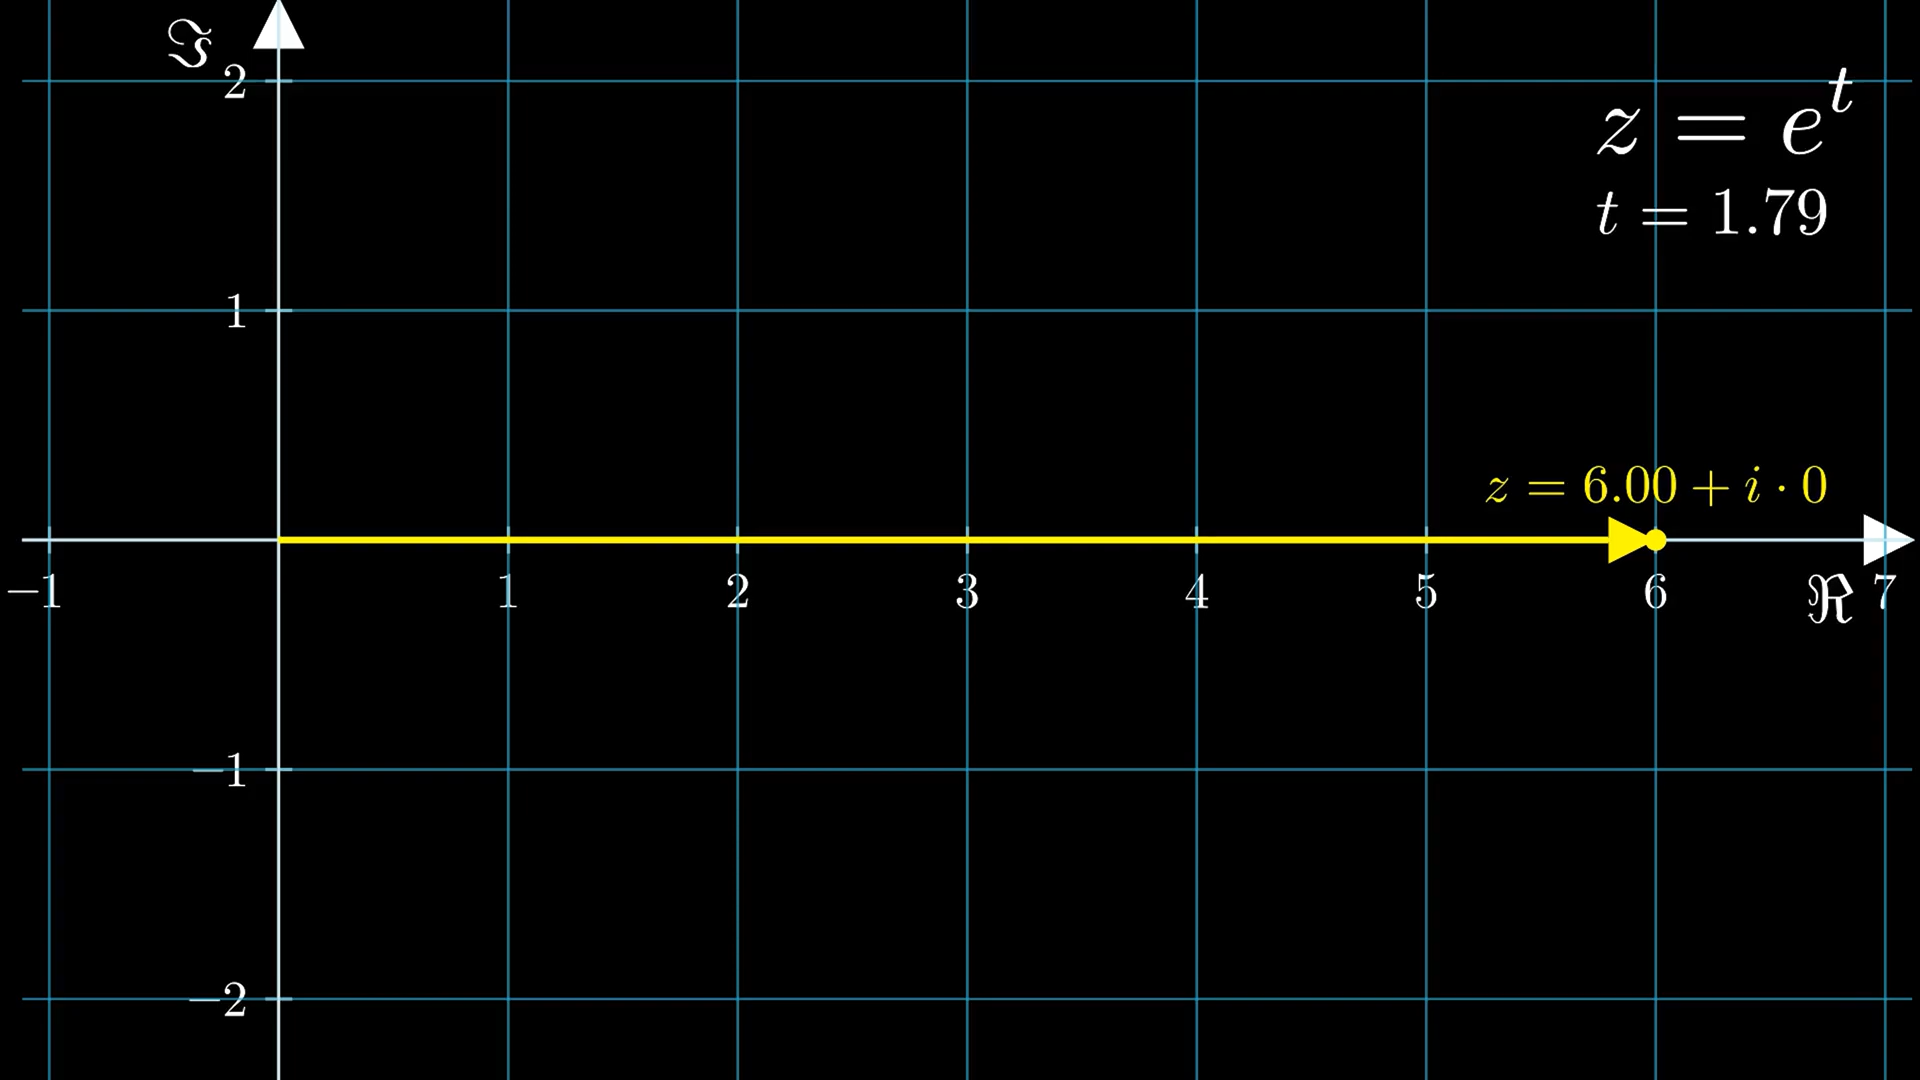 ℑ
2
z = e^t
t = 1.79
1
z = 6.00 + i · 0
−1 1 2 3 4 5 6 ℜ 7
−1
−2